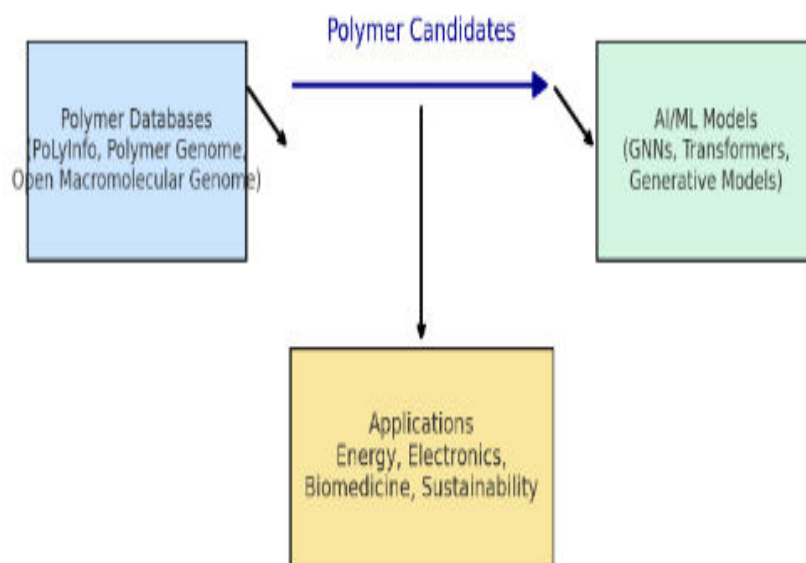 Polymer Candidates
Polymer Databases
(PoLyInfo, Polymer Genome,
Open Macromolecular Genome)
AI/ML Models
(GNNs, Transformers,
Generative Models)
Applications
Energy, Electronics,
Biomedicine, Sustainability